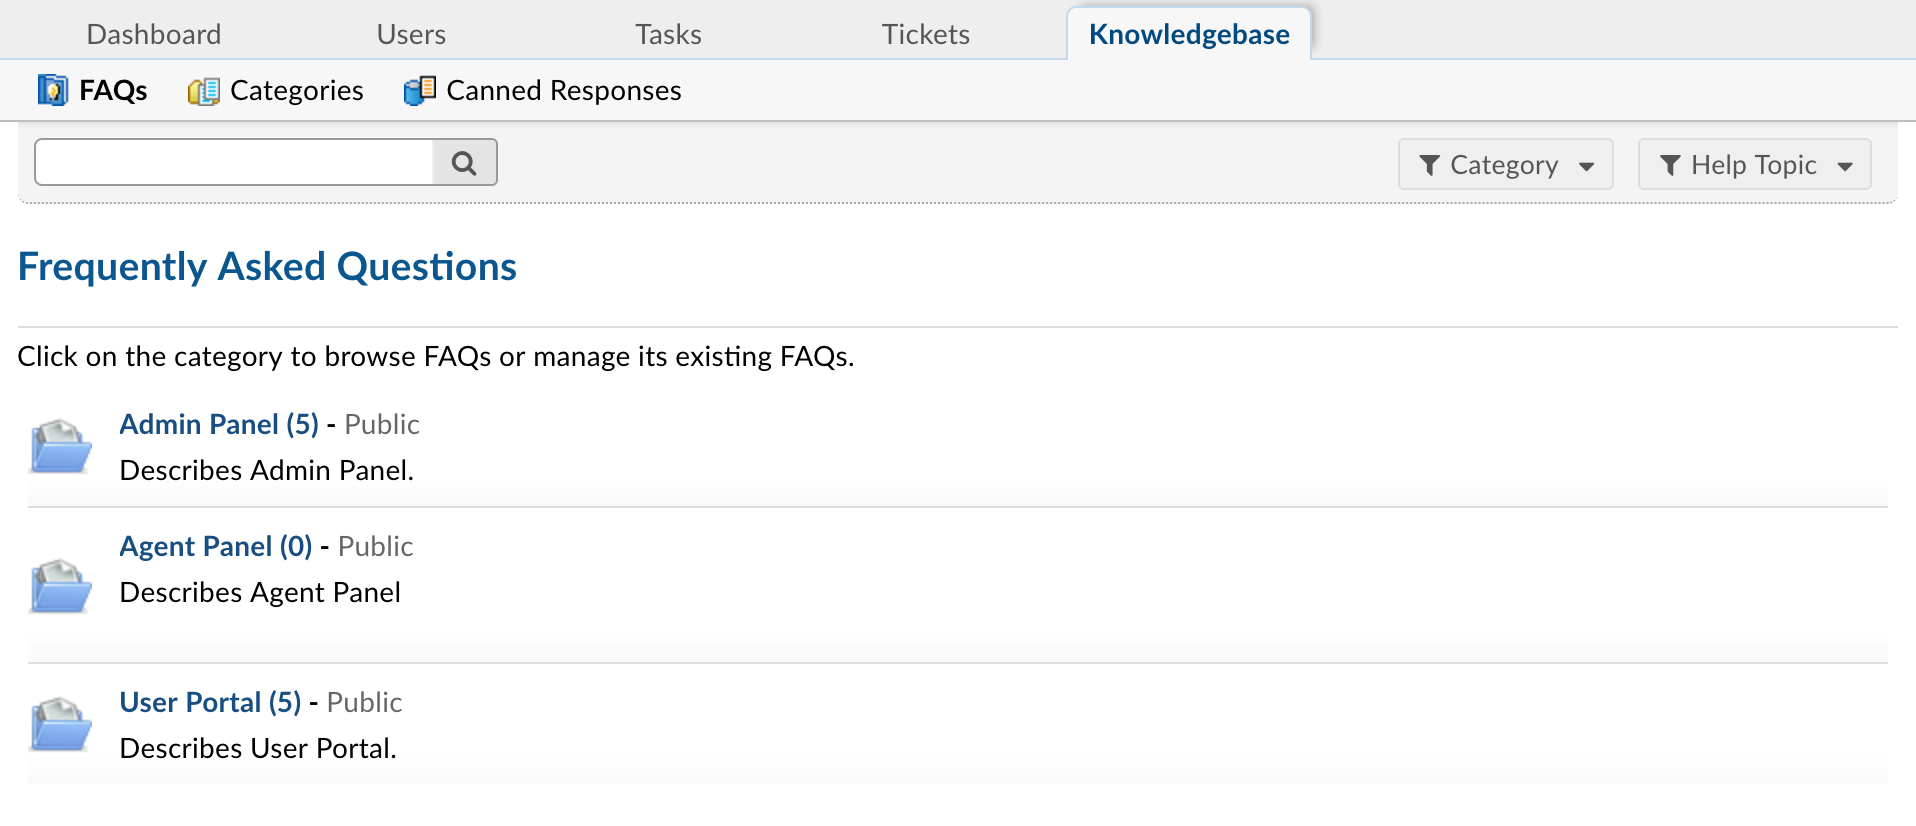 Dashboard Users Tasks Tickets Knowledgebase
FAQs Categories Canned Responses
Category Help Topic
Frequently Asked Questions
Click on the category to browse FAQs or manage its existing FAQs.
Admin Panel (5) - Public
Describes Admin Panel.
Agent Panel (0) - Public
Describes Agent Panel
User Portal (5) - Public
Describes User Portal.